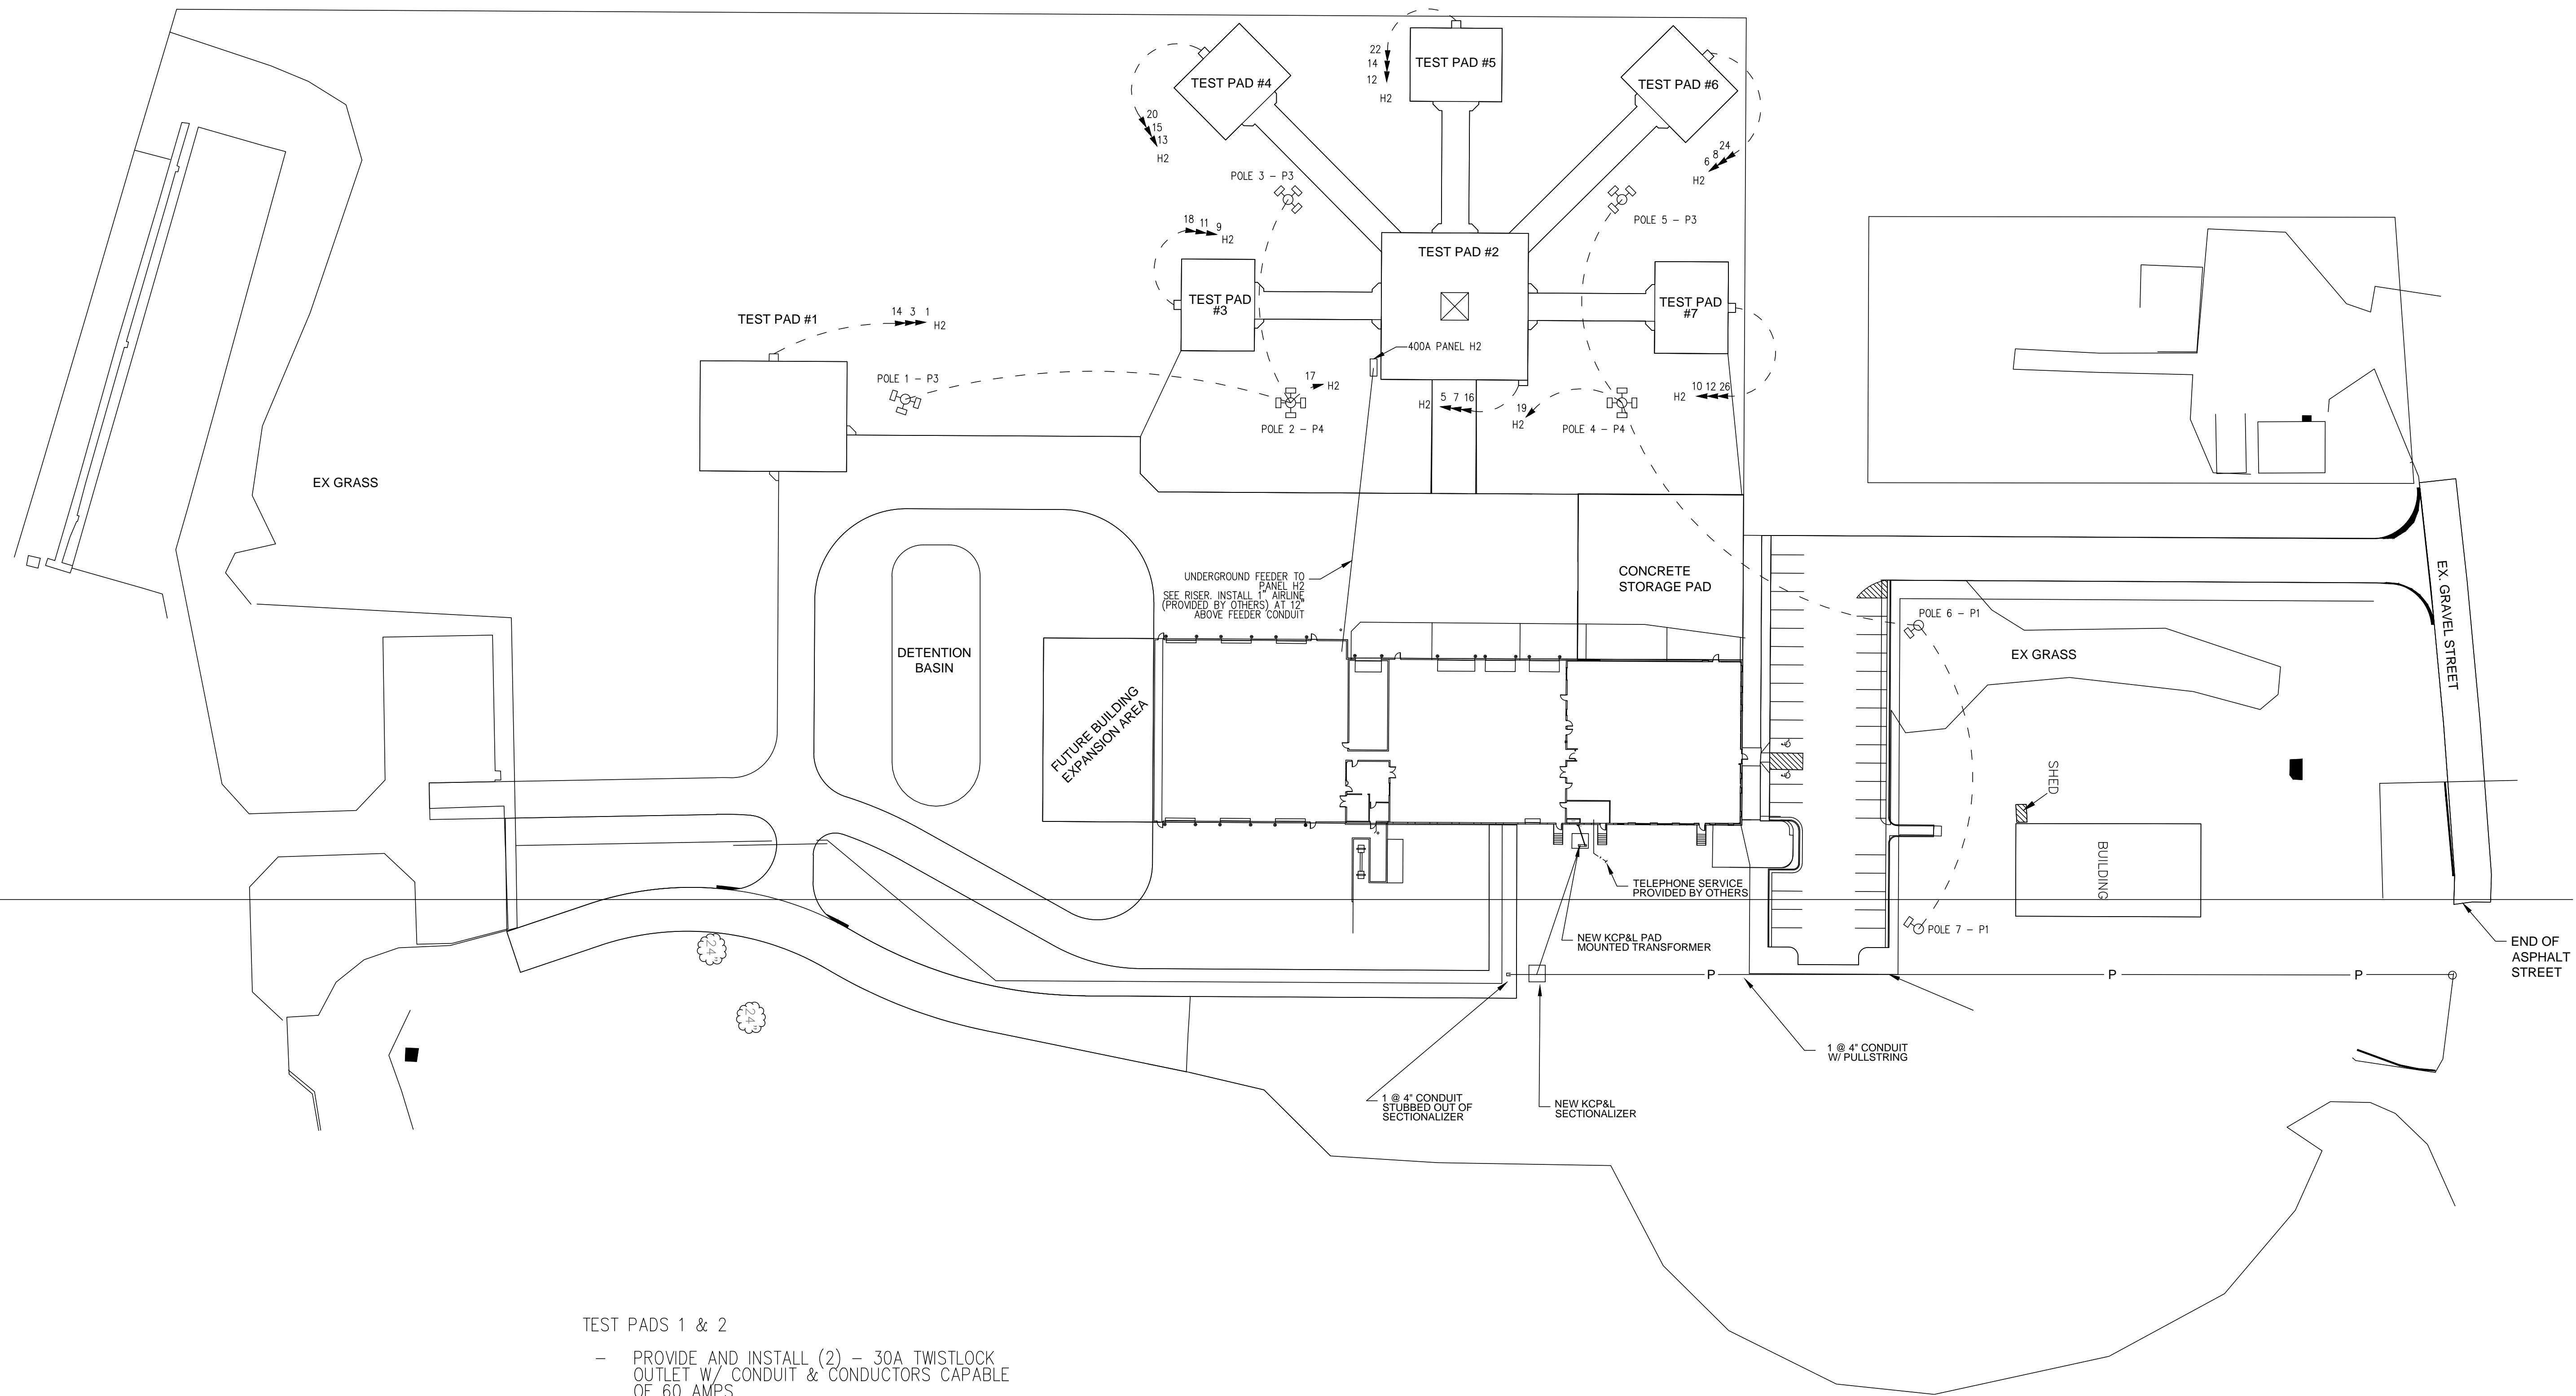 TEST PAD #4
TEST PAD #5
TEST PAD #6
22
14
12
H2
20
15
13
H2
24
8
6
H2
POLE 3 - P3
POLE 5 - P3
18 11 9
H2
TEST PAD #2
TEST PAD
#3
TEST PAD
#7
TEST PAD #1
14 3 1
H2
400A PANEL H2
POLE 1 - P3
17
H2
H2
5 7 16
19
H2
H2
10 12 26
POLE 2 - P4
POLE 4 - P4
EX GRASS
UNDERGROUND FEEDER TO
PANEL H2
SEE RISER. INSTALL 1" AIRLINE
(PROVIDED BY OTHERS) AT 12"
ABOVE FEEDER CONDUIT
CONCRETE
STORAGE PAD
EX. GRAVEL STREET
POLE 6 - P1
EX GRASS
DETENTION
BASIN
FUTURE BUILDING
EXPANSION AREA
SHED
BUILDING
TELEPHONE SERVICE
PROVIDED BY OTHERS
POLE 7 - P1
NEW KCP&L PAD
MOUNTED TRANSFORMER
END OF
ASPHALT
STREET
24"
24"
P
P
P
1 @ 4" CONDUIT
W/ PULLSTRING
1 @ 4" CONDUIT
STUBBED OUT OF
SECTIONALIZER
NEW KCP&L
SECTIONALIZER
TEST PADS 1 & 2
- PROVIDE AND INSTALL (2) - 30A TWISTLOCK
OUTLET W/ CONDUIT & CONDUCTORS CAPABLE
OF 60 AMPS